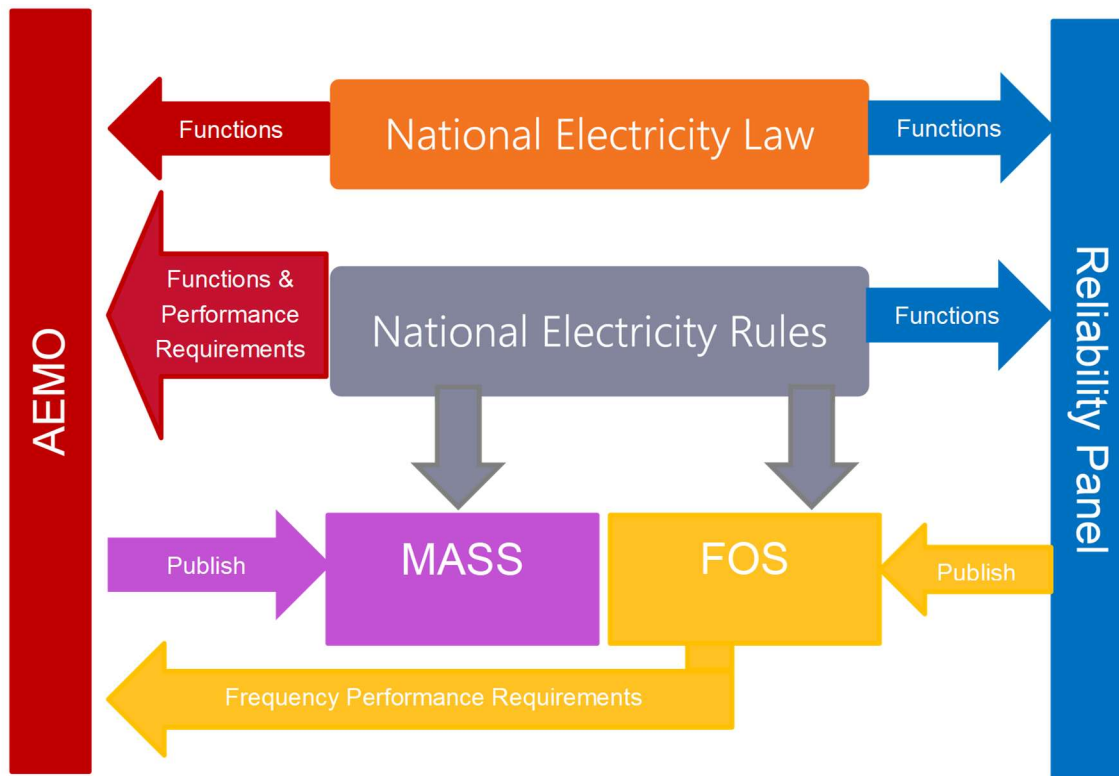 Functions
National Electricity Law
Functions
Functions &
Performance
Requirements
National Electricity Rules
Functions
AEMO
Reliability Panel
Publish
MASS
FOS
Publish
Frequency Performance Requirements